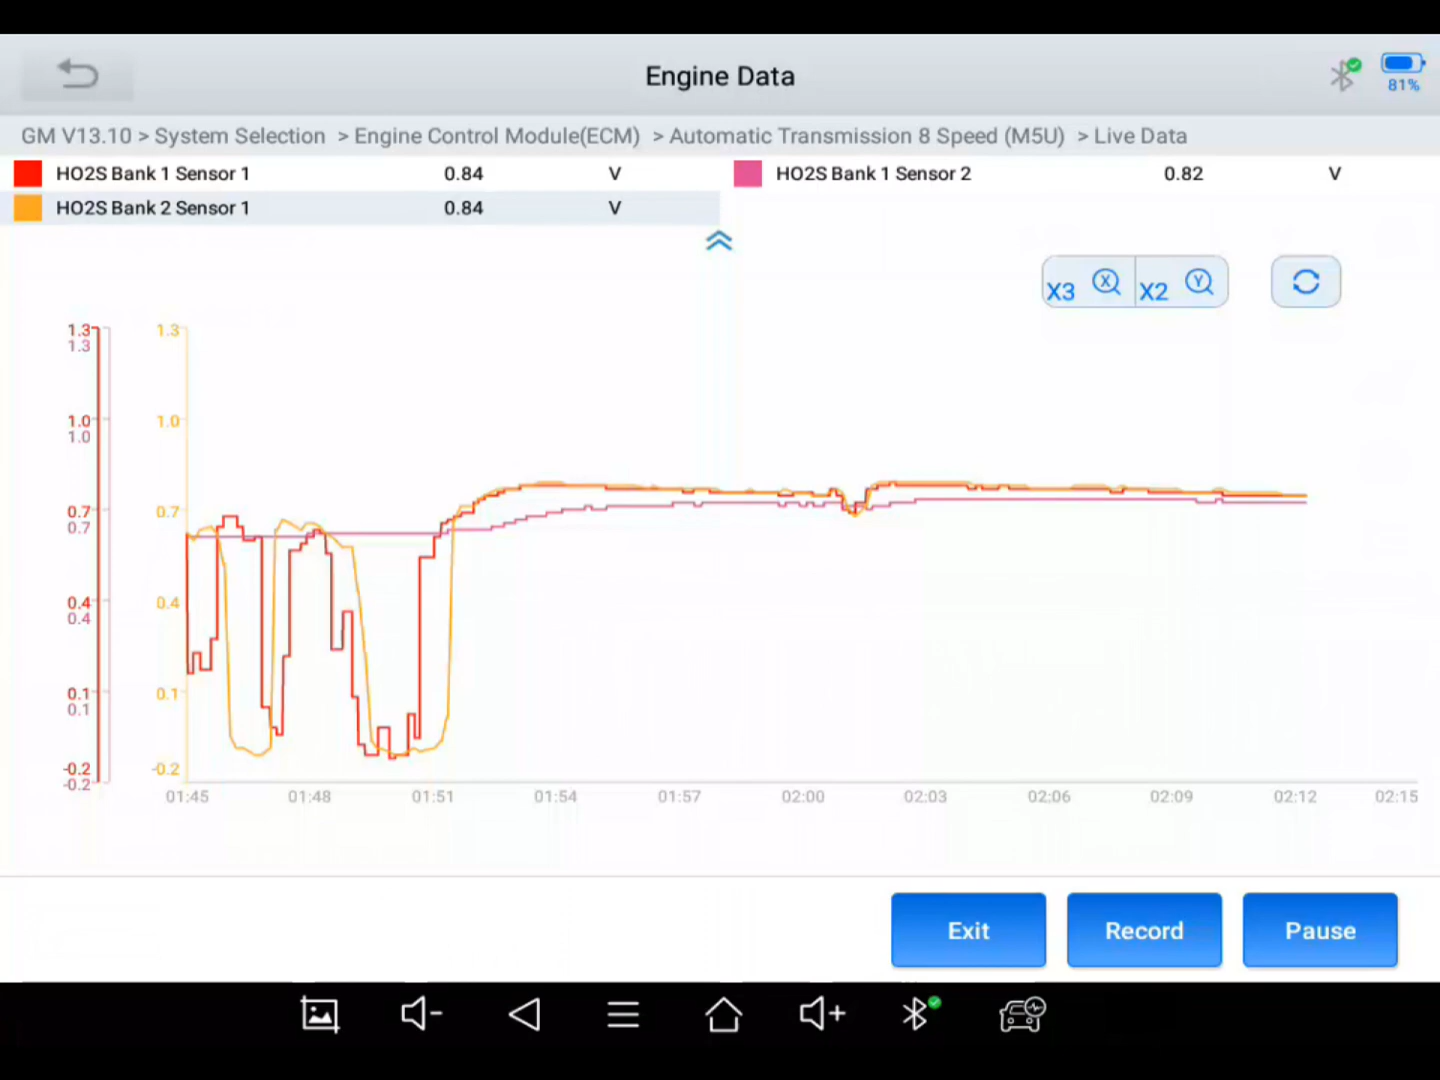 Engine Data
81%
GM V13.10 > System Selection > Engine Control Module(ECM) > Automatic Transmission 8 Speed (M5U) > Live Data
HO2S Bank 1 Sensor 1 0.84 V HO2S Bank 1 Sensor 2 0.82 V
HO2S Bank 2 Sensor 1 0.84 V
X3 X X2 Y
1.3 1.3
1.3
1.0 1.0
1.0
0.7 0.7
0.7
0.4 0.4
0.4
0.1 0.1
0.1
-0.2 -0.2
-0.2
01:45 01:48 01:51 01:54 01:57 02:00 02:03 02:06 02:09 02:12 02:15
Exit Record Pause